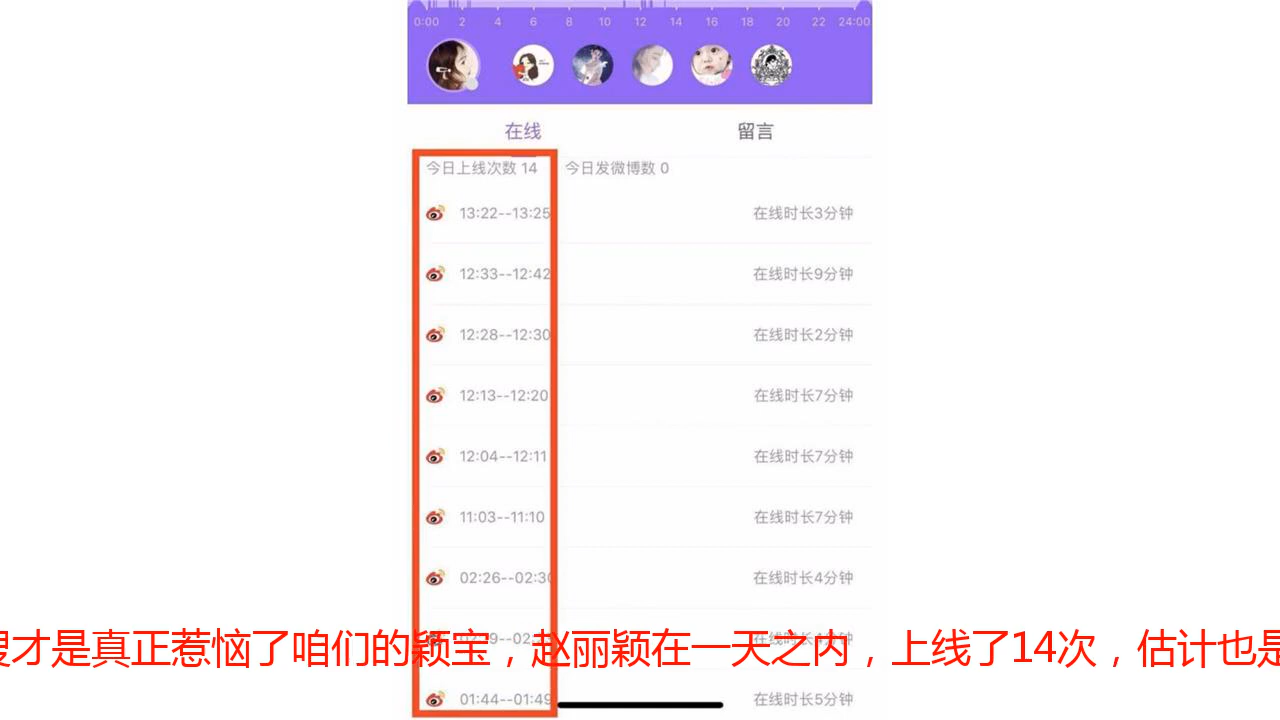 0:00 2 4 6 8 10 12 14 16 18 20 22 24:00
在线 留言
今日上线次数 14 今日发微博数 0
13:22--13:25 在线时长3分钟
12:33--12:42 在线时长9分钟
12:28--12:30 在线时长2分钟
12:13--12:20 在线时长7分钟
12:04--12:11 在线时长7分钟
11:03--11:10 在线时长7分钟
02:26--02:30 在线时长4分钟
才是真正惹恼了咱们的颖宝，赵丽颖在一天之内，上线了14次，估计也是
01:44--01:49 在线时长5分钟